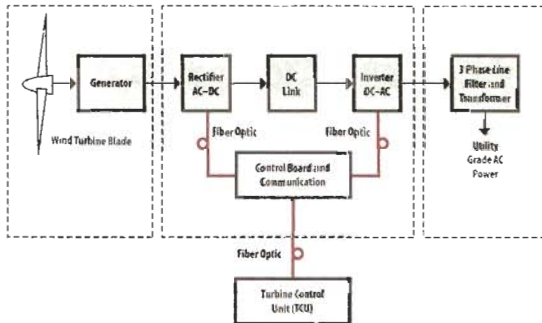 Generator
Wind Turbine Blade
Rectifier
AC-DC
DC
Link
Inverter
DC-AC
3 Phase Line
Filter and
Transformer
Utility
Grade AC
Power
Fiber Optic
Fiber Optic
Control Board and
Communication
Fiber Optic
Turbine Control
Unit (TCU)